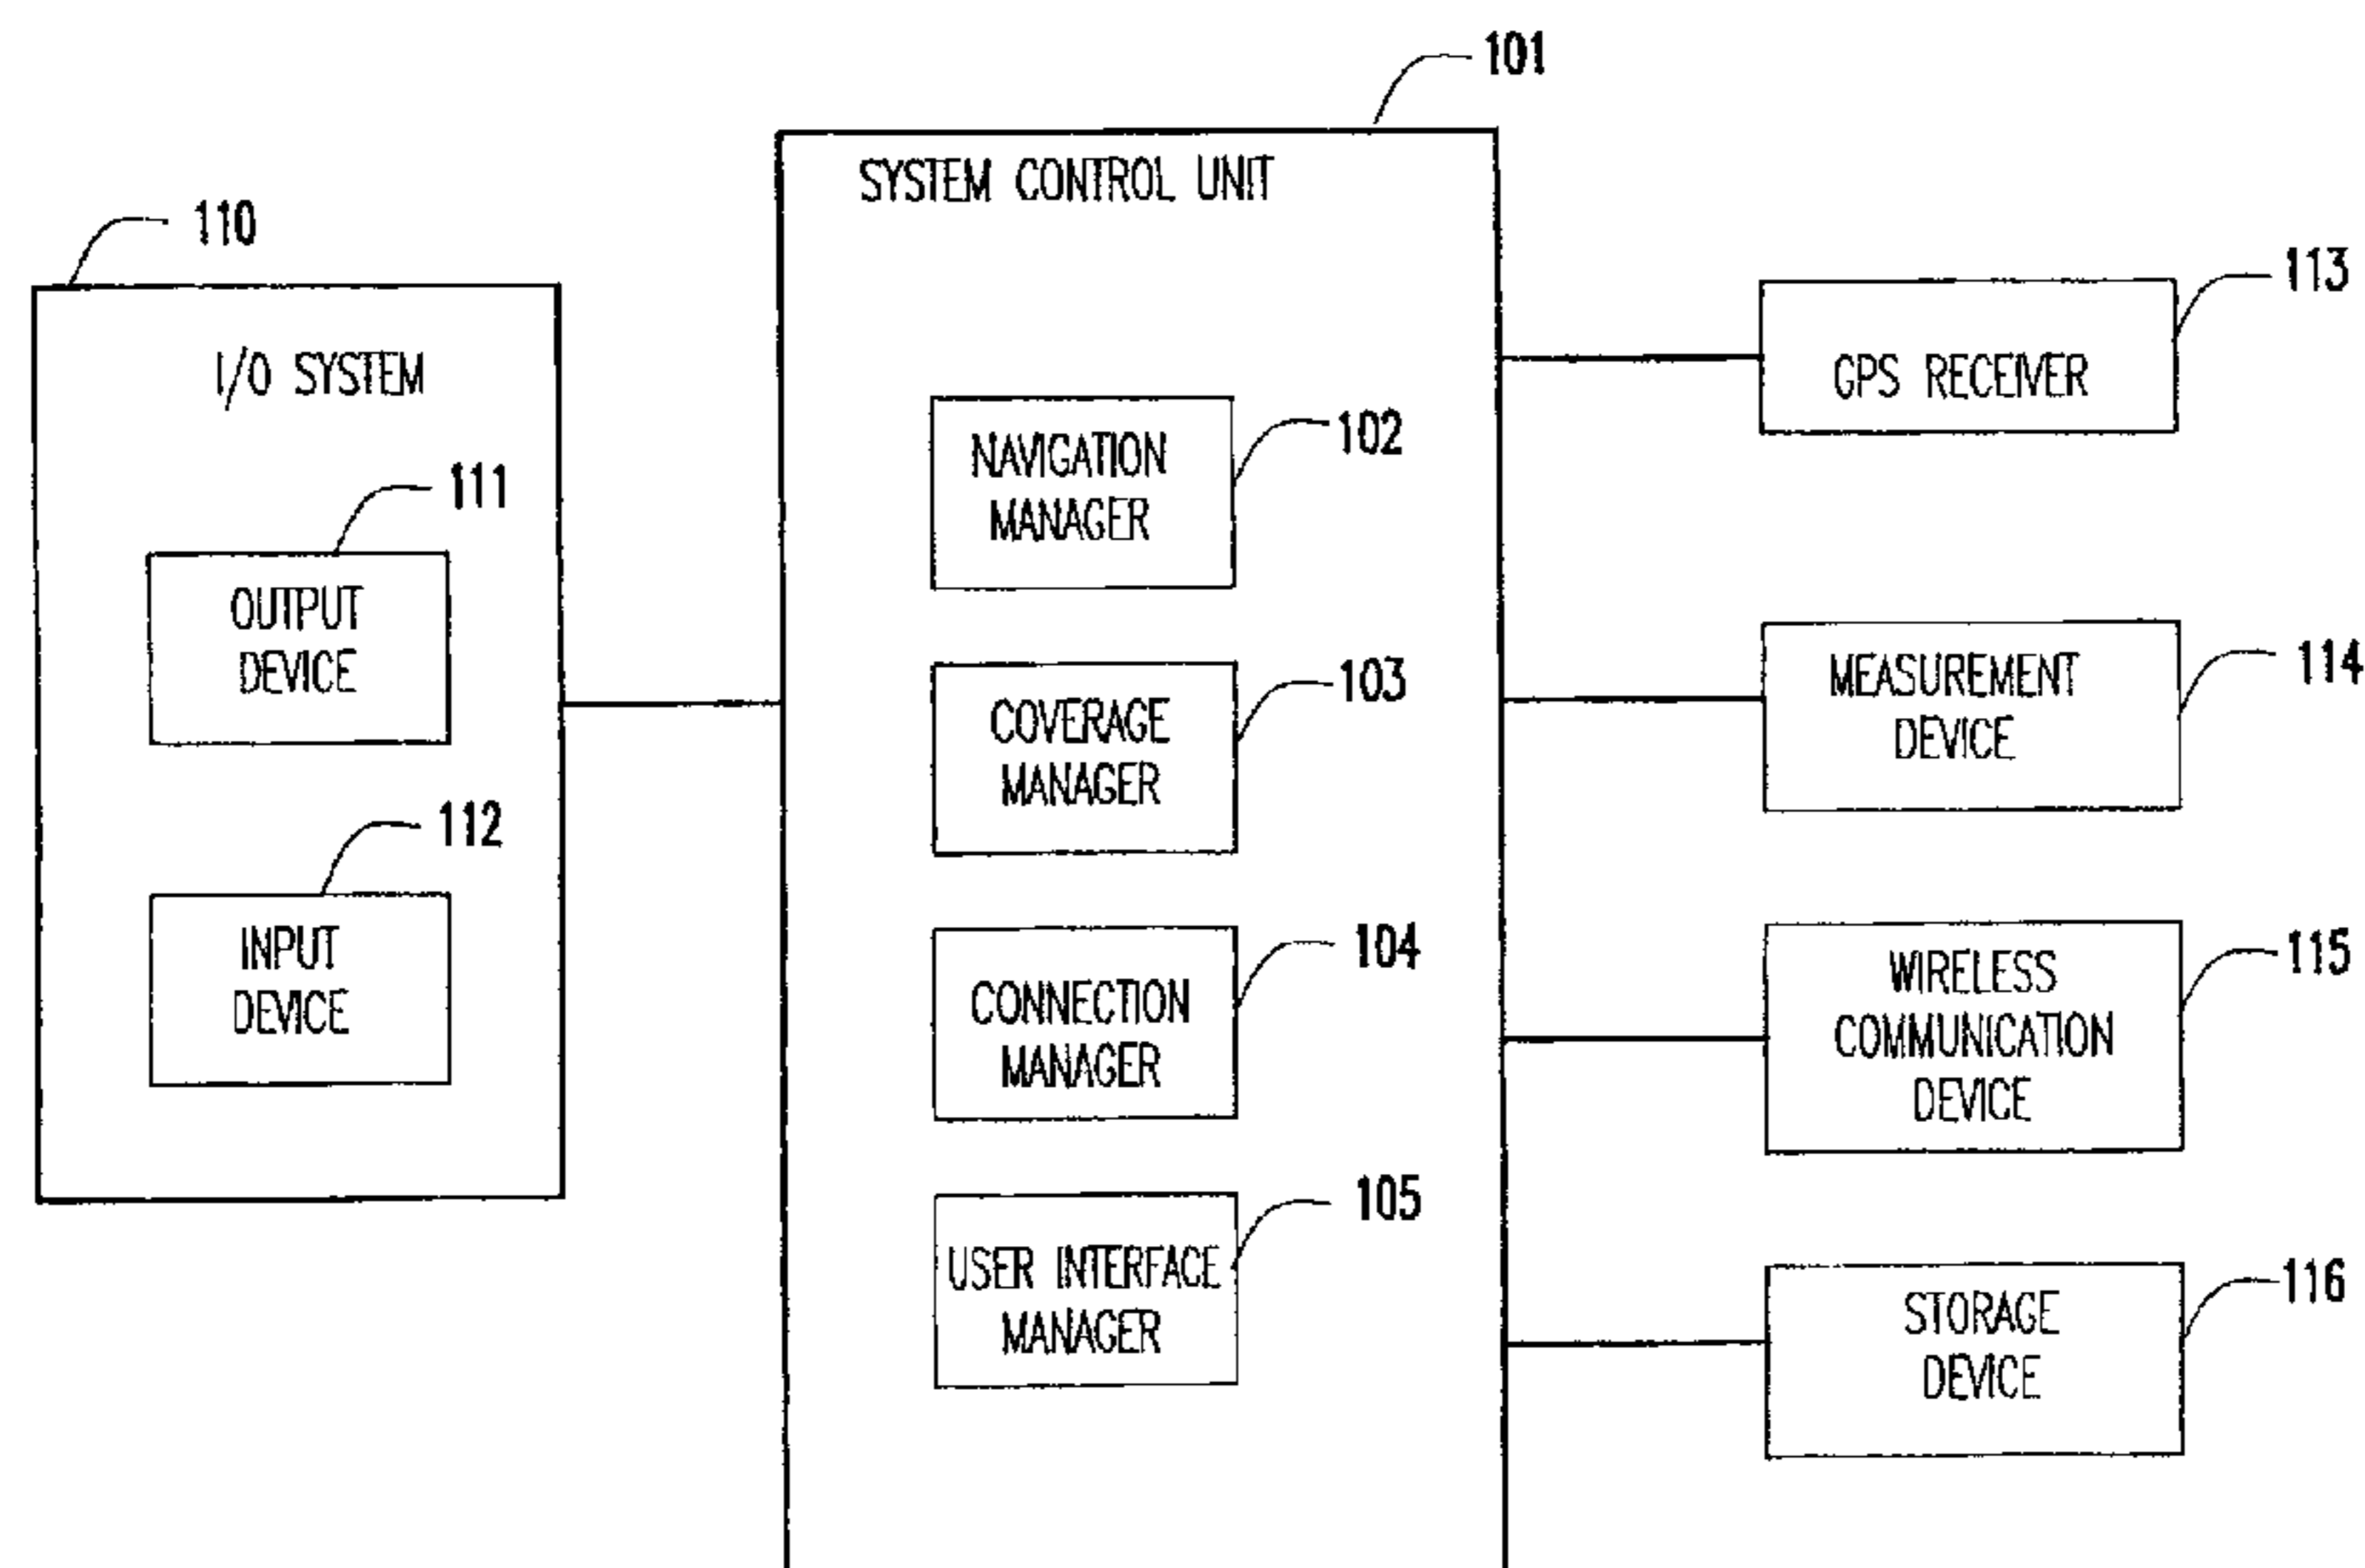 101
SYSTEM CONTROL UNIT
110
I/O SYSTEM
111
OUTPUT
DEVICE
112
INPUT
DEVICE
NAVIGATION
MANAGER
102
COVERAGE
MANAGER
103
CONNECTION
MANAGER
104
USER INTERFACE
MANAGER
105
GPS RECEIVER
113
MEASUREMENT
DEVICE
114
WIRELESS
COMMUNICATION
DEVICE
115
STORAGE
DEVICE
116